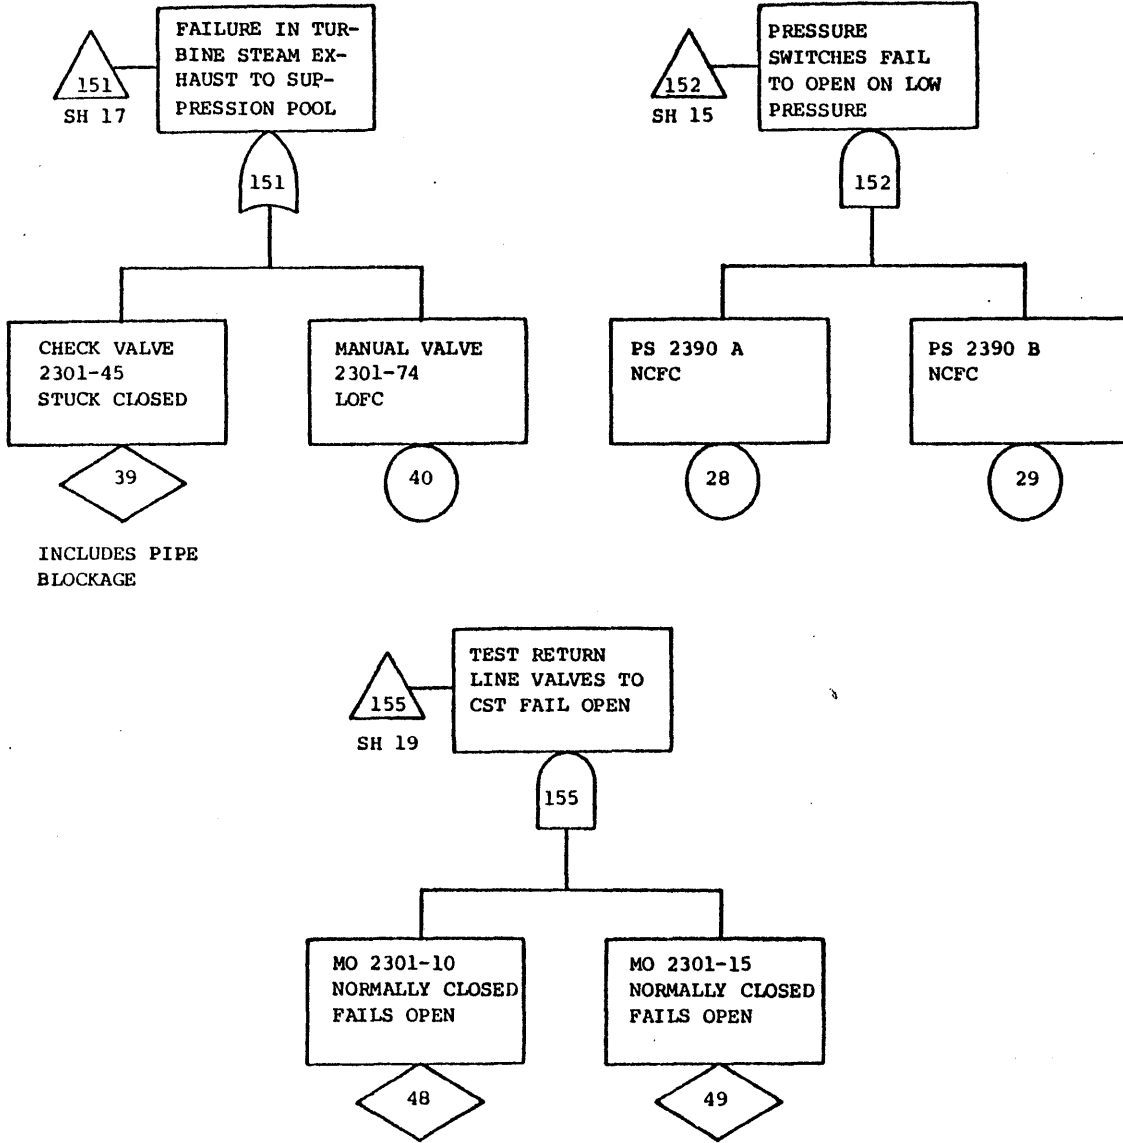 FAILURE IN TUR-
BINE STEAM EX-
HAUST TO SUP-
PRESSION POOL
151
SH 17
151
CHECK VALVE
2301-45
STUCK CLOSED
39
INCLUDES PIPE
BLOCKAGE
MANUAL VALVE
2301-74
LOFC
40
PRESSURE
SWITCHES FAIL
TO OPEN ON LOW
PRESSURE
152
SH 15
152
PS 2390 A
NCFC
28
PS 2390 B
NCFC
29
TEST RETURN
LINE VALVES TO
CST FAIL OPEN
155
SH 19
155
MO 2301-10
NORMALLY CLOSED
FAILS OPEN
48
MO 2301-15
NORMALLY CLOSED
FAILS OPEN
49